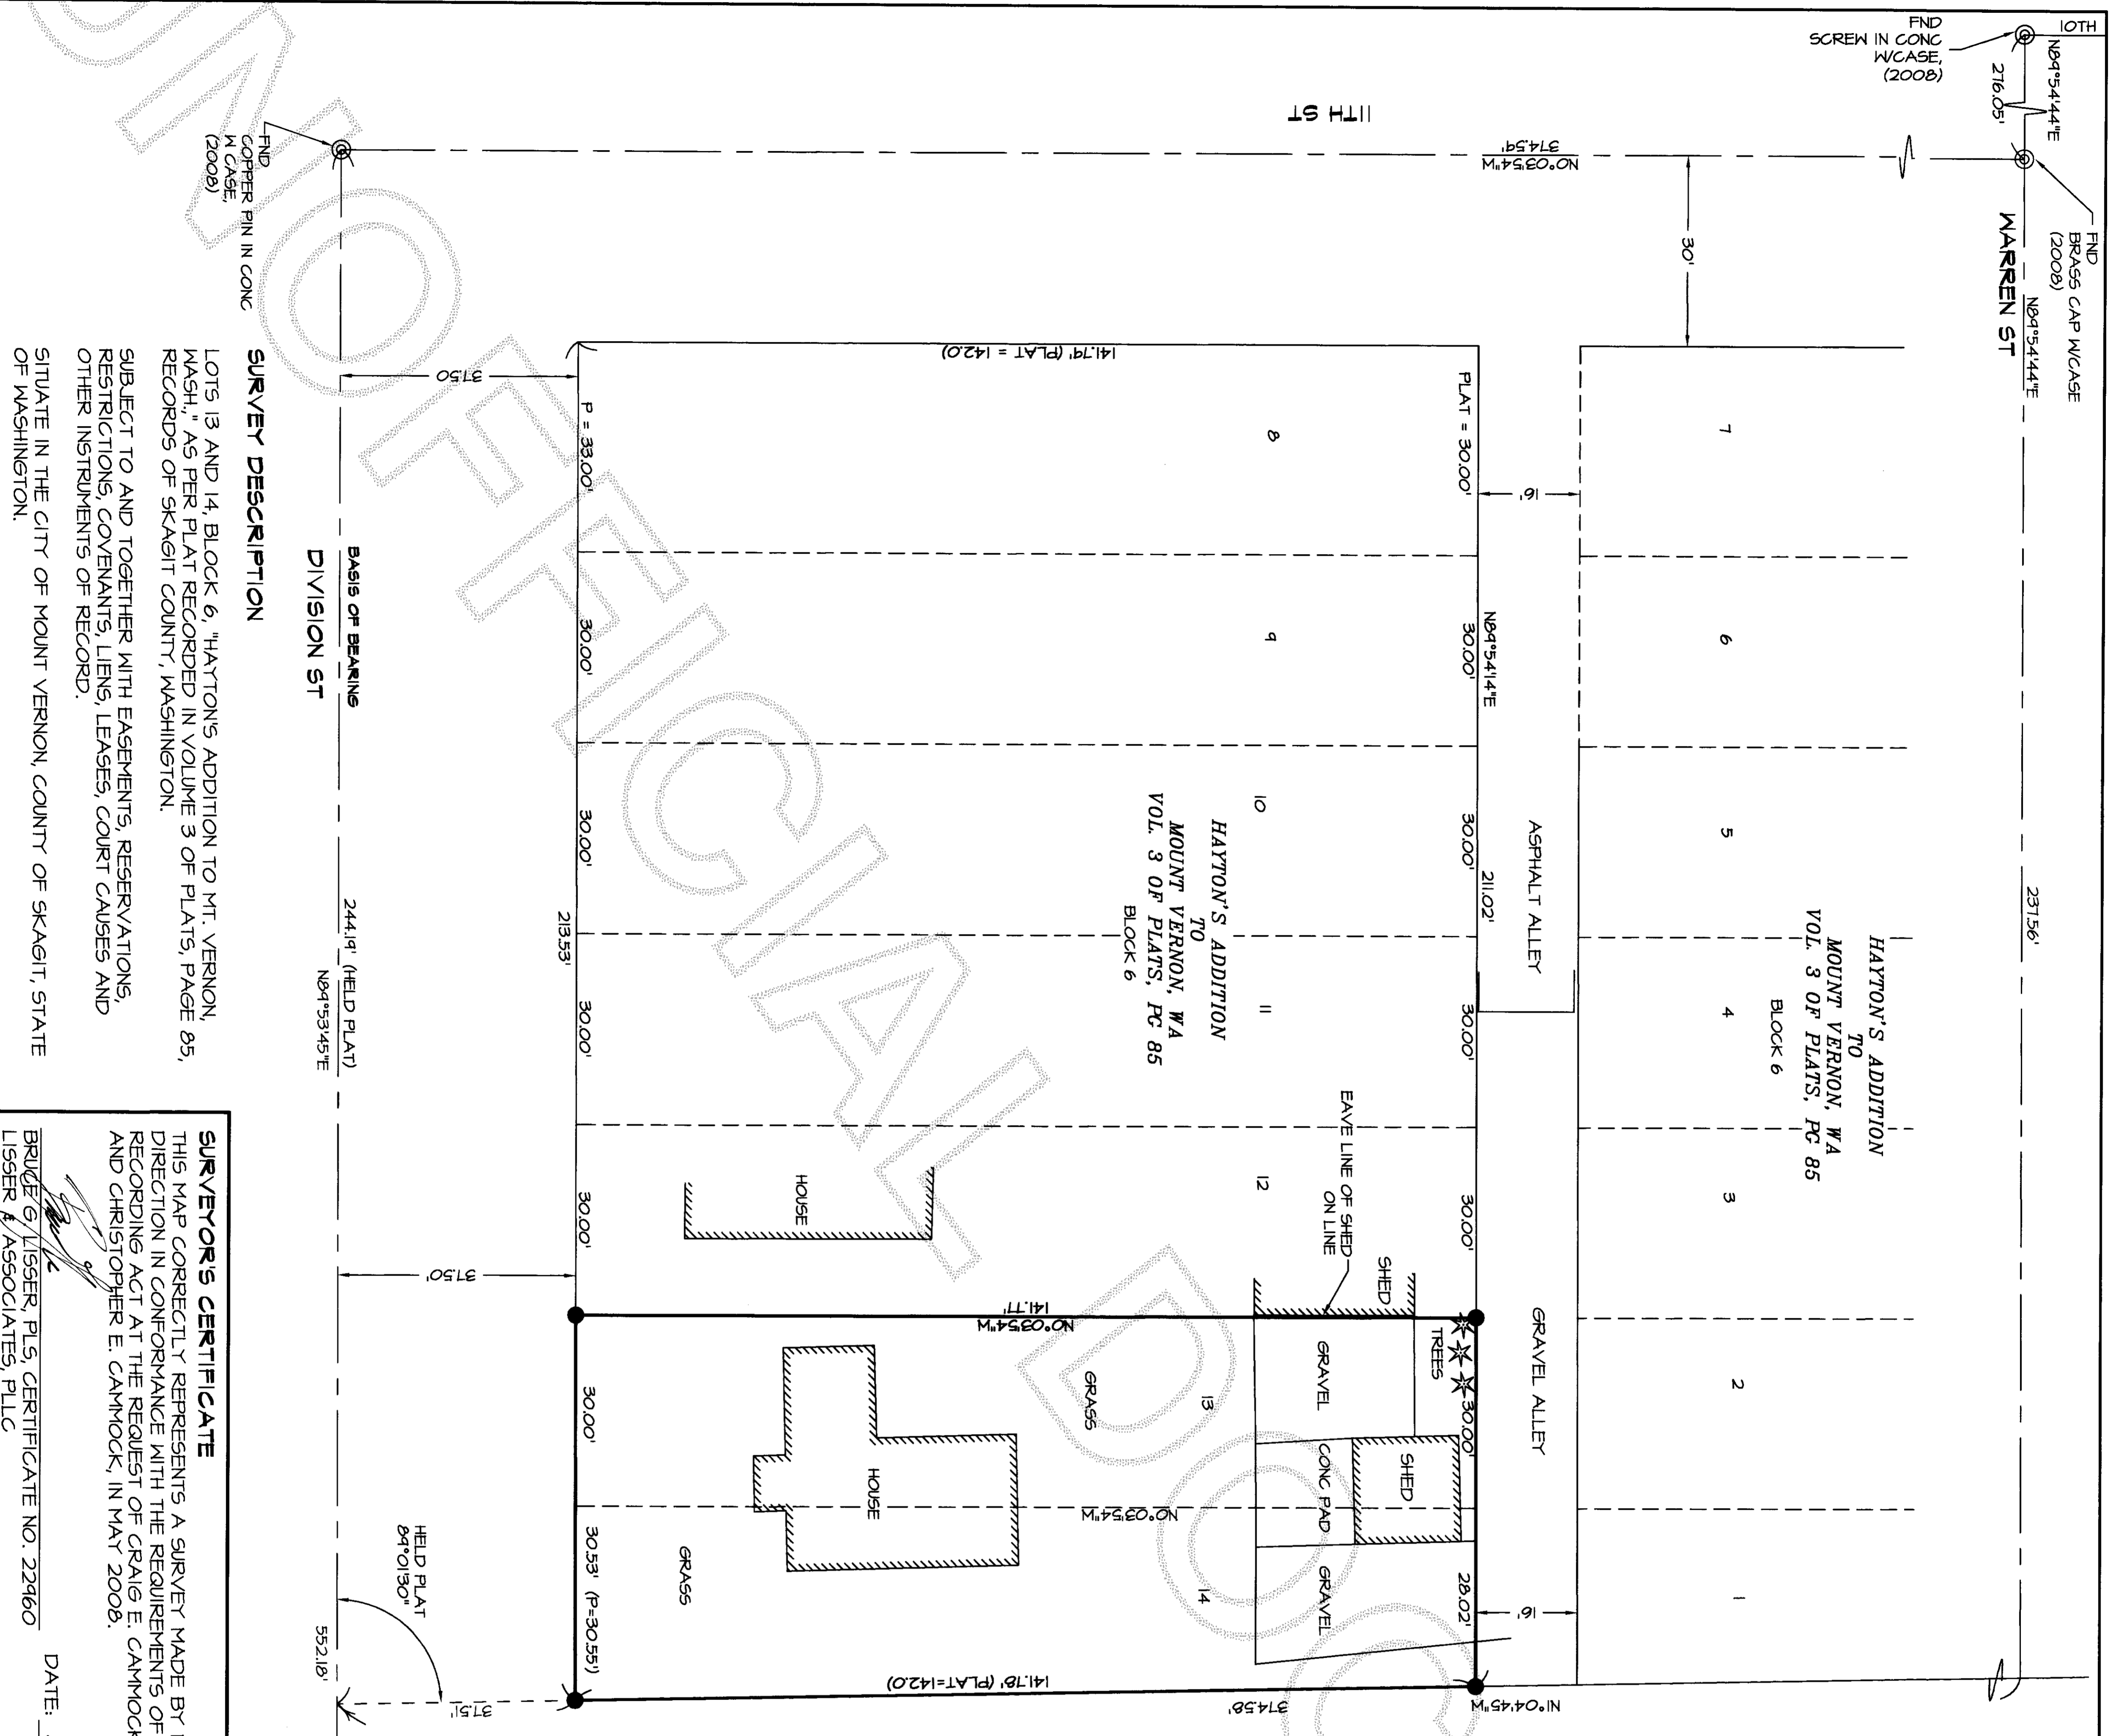 10TH
N89°54'44"E
276.05'
FND
SCREW IN CONC
W/CASE,
(2008)
FND
BRASS CAP W/CASE
(2008)
WARREN ST
N89°54'44"E
237.56'
11TH ST
N0°03'54"W
374.59'
30'
FND
COPPER PIN IN CONC
W CASE,
(2008)
7
6
5
4
3
2
1
HAYTON'S ADDITION
TO
MOUNT VERNON, WA
VOL. 3 OF PLATS, PG 85
BLOCK 6
16'
ASPHALT ALLEY
GRAVEL ALLEY
16'
N89°54'14"E
211.02'
PLAT = 30.00'
30.00'
30.00'
30.00'
30.00'
30.00'
28.02'
N1°04'45"W
141.79' (PLAT = 142.0)
8
9
10
11
12
13
14
HAYTON'S ADDITION
TO
MOUNT VERNON, WA
VOL. 3 OF PLATS, PG 85
BLOCK 6
EAVE LINE OF SHED
ON LINE
SHED
TREES
GRAVEL
SHED
CONC PAD
GRAVEL
GRASS
HOUSE
HOUSE
GRASS
N0°03'54"W
141.77'
N0°03'54"W
141.78' (PLAT=142.0)
374.58'
P = 33.00'
30.00'
30.00'
30.00'
30.00'
30.00'
30.53' (P=30.55')
213.53'
37.50
37.50'
37.51'
HELD PLAT
89°01'30"
BASIS OF BEARING
DIVISION ST
244.19' (HELD PLAT)
N89°53'45"E
552.18'
SURVEY DESCRIPTION
LOTS 13 AND 14, BLOCK 6, "HAYTON'S ADDITION TO MT. VERNON,
WASH.," AS PER PLAT RECORDED IN VOLUME 3 OF PLATS, PAGE 85,
RECORDS OF SKAGIT COUNTY, WASHINGTON.
SUBJECT TO AND TOGETHER WITH EASEMENTS, RESERVATIONS,
RESTRICTIONS, COVENANTS, LIENS, LEASES, COURT CAUSES AND
OTHER INSTRUMENTS OF RECORD.
SITUATE IN THE CITY OF MOUNT VERNON, COUNTY OF SKAGIT, STATE
OF WASHINGTON.
SURVEYOR'S CERTIFICATE
THIS MAP CORRECTLY REPRESENTS A SURVEY MADE BY
DIRECTION IN CONFORMANCE WITH THE REQUIREMENTS OF
RECORDING ACT AT THE REQUEST OF CRAIG E. CAMMOCK
AND CHRISTOPHER E. CAMMOCK, IN MAY 2008.
BRUCE G. LISSER, PLS, CERTIFICATE NO. 22960
LISSER & ASSOCIATES, PLLC
DATE:
UNOFFICIAL DOC